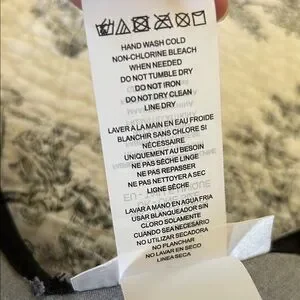 HAND WASH COLD
NON-CHLORINE BLEACH
WHEN NEEDED
DO NOT TUMBLE DRY
DO NOT IRON
DO NOT DRY CLEAN
LINE DRY
LAVER A LA MAIN EN EAU FROIDE
BLANCHIR SANS CHLORE SI
NÉCESSAIRE
UNIQUEMENT AU BESOIN
NE PAS SÈCHE LINGE
NE PAS REPASSER
NE PAS NETTOYER A SEC
LIGNE SÈCHE
LAVAR A MANO EN AGUA FRIA
USAR BLANQUEADOR SIN
CLORO SOLAMENTE
CUANDO SEA NECESARIO
NO UTILIZAR SECADORA
NO PLANCHAR
NO LAVAR EN SECO
LINEA SECA